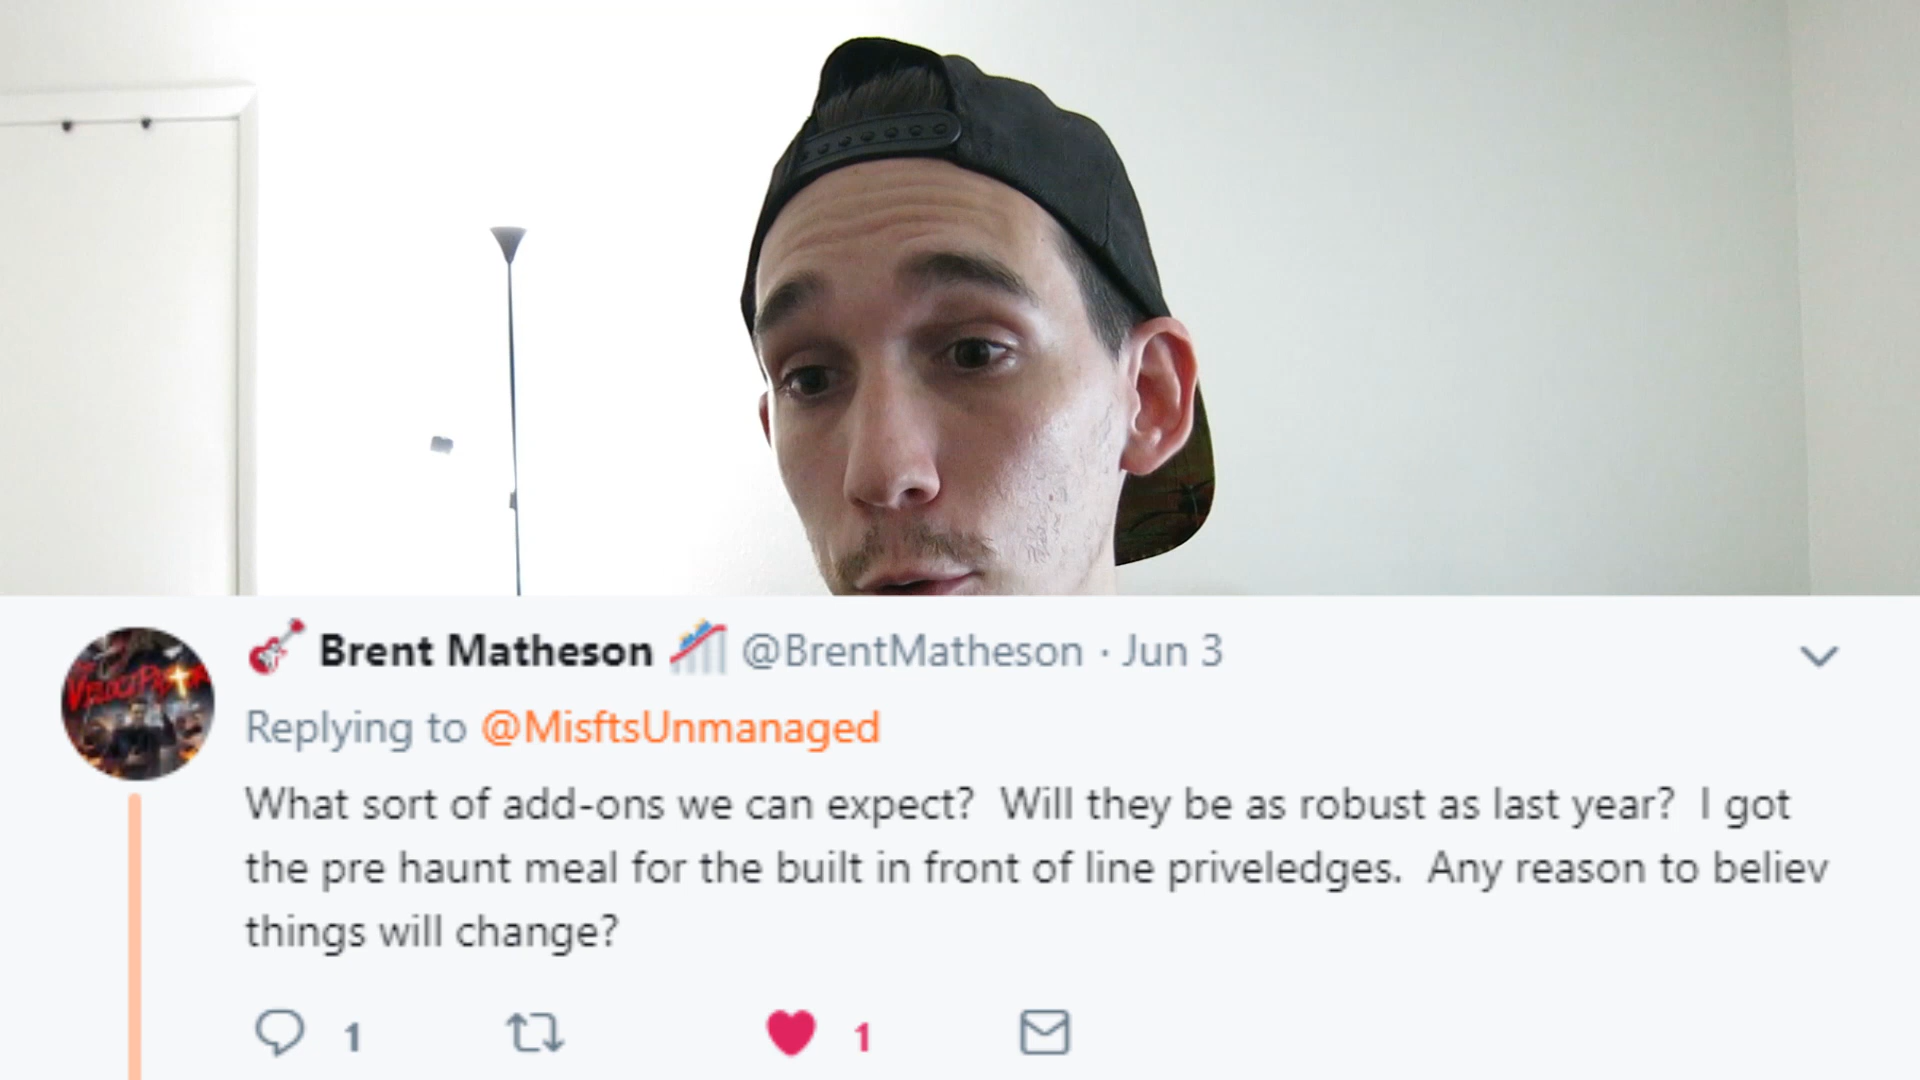 Brent Matheson @BrentMatheson · Jun 3
Replying to @MisftsUnmanaged
What sort of add-ons we can expect? Will they be as robust as last year? I got
the pre haunt meal for the built in front of line priveledges. Any reason to believ
things will change?
1 1